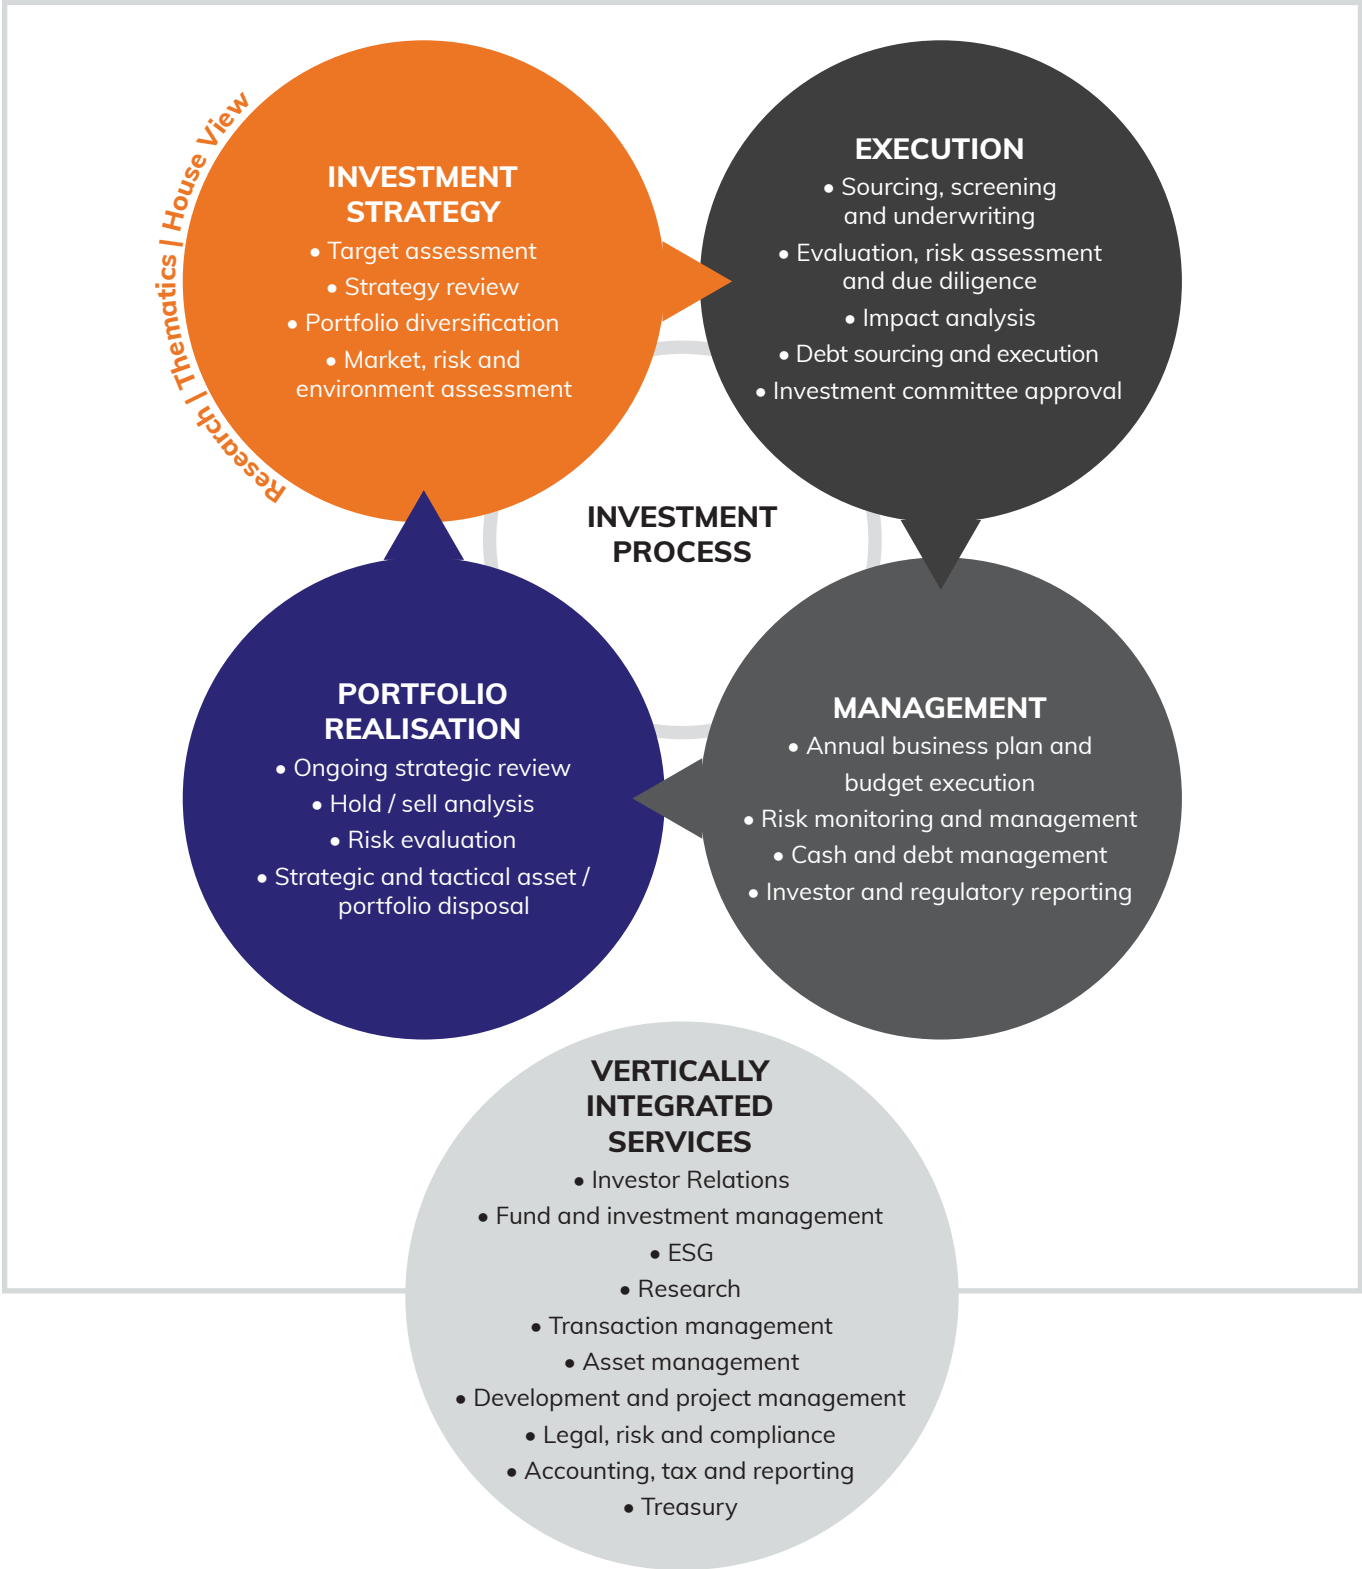 Research | Thematics | House View
INVESTMENT
STRATEGY
• Target assessment
• Strategy review
• Portfolio diversification
• Market, risk and
environment assessment
EXECUTION
• Sourcing, screening
and underwriting
• Evaluation, risk assessment
and due diligence
• Impact analysis
• Debt sourcing and execution
• Investment committee approval
INVESTMENT
PROCESS
PORTFOLIO
REALISATION
• Ongoing strategic review
• Hold / sell analysis
• Risk evaluation
• Strategic and tactical asset /
portfolio disposal
MANAGEMENT
• Annual business plan and
budget execution
• Risk monitoring and management
• Cash and debt management
• Investor and regulatory reporting
VERTICALLY
INTEGRATED
SERVICES
• Investor Relations
• Fund and investment management
• ESG
• Research
• Transaction management
• Asset management
• Development and project management
• Legal, risk and compliance
• Accounting, tax and reporting
• Treasury